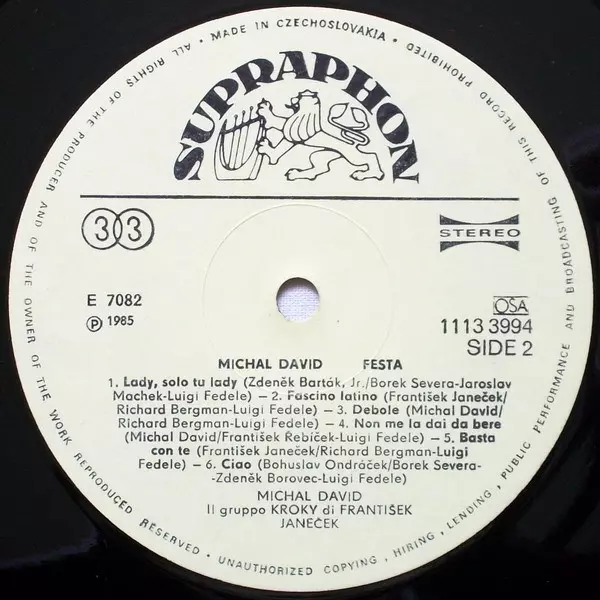 ALL RIGHTS OF THE PRODUCER AND OF THE OWNER OF THE WORK REPRODUCED RESERVED · UNAUTHORIZED COPYING, HIRING, LENDING, PUBLIC PERFORMANCE AND BROADCASTING OF THIS RECORD PROHIBITED · MADE IN CZECHOSLOVAKIA ·
SUPRAPHON
33
STEREO
E 7082
℗ 1985
OSA
1113 3994
SIDE 2
MICHAL DAVID FESTA
1. Lady, solo tu lady (Zdeněk Barták, Jr./Borek Severa-Jaroslav
Machek-Luigi Fedele) – 2. Fascino latino (František Janeček/
Richard Bergman-Luigi Fedele) – 3. Debole (Michal David/
Richard Bergman-Luigi Fedele) – 4. Non me la dai da bere
(Michal David/František Řebíček-Luigi Fedele) – 5. Basta
con te (František Janeček/Richard Bergman-Luigi
Fedele) – 6. Ciao (Bohuslav Ondráček/Borek Severa-
-Zdeněk Borovec-Luigi Fedele)
MICHAL DAVID
Il gruppo KROKY di FRANTIŠEK
JANEČEK